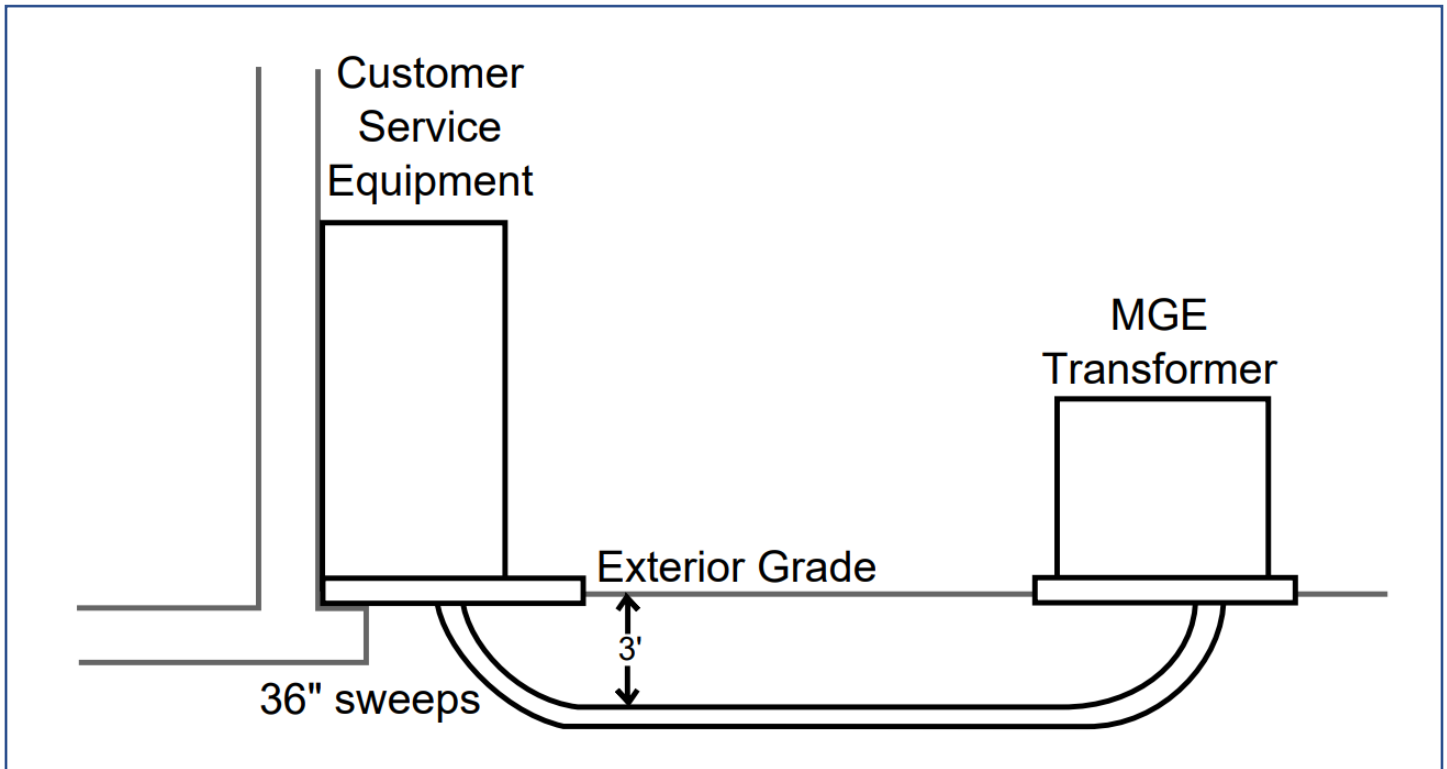 Customer
Service
Equipment
MGE
Transformer
Exterior Grade
3'
36" sweeps